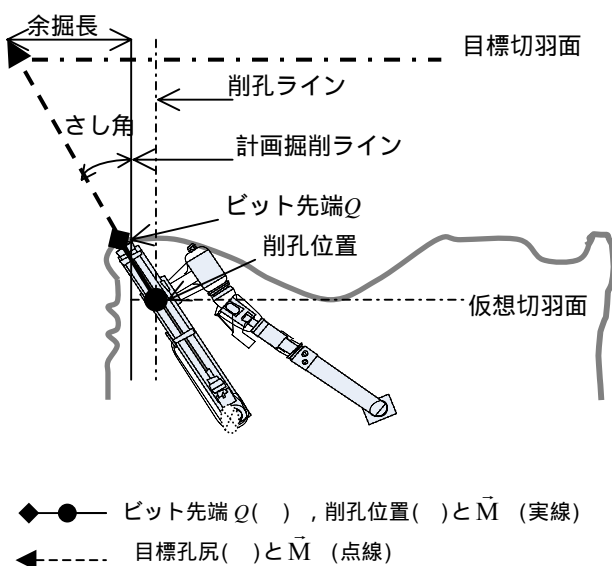 余掘長
目標切羽面
削孔ライン
さし角
計画掘削ライン
ビット先端Q
削孔位置
仮想切羽面
ビット先端 Q( ) , 削孔位置( )と M⃗ (実線)
目標孔尻( )と M⃗ (点線)